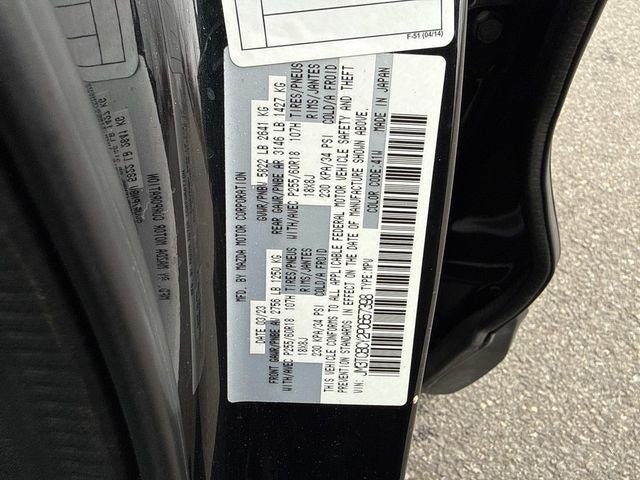 F-51 (04/14)
MFD. BY MAZDA MOTOR CORPORATION
DATE: 03/23 GVWR/PNBV 5822 LB 2641 KG
FRONT GAWR/PNBE AV 2756 LB 1250 KG REAR GAWR/PNBE AR 3146 LB 1427 KG
WITH/AVEC P255/60R18 107H TIRES/PNEUS WITH/AVEC P255/60R18 107H TIRES/PNEUS
18X8J RIMS/JANTES 18X8J RIMS/JANTES
230 KPA/34 PSI COLD/A FROID 230 KPA/34 PSI COLD/A FROID
THIS VEHICLE CONFORMS TO ALL APPLICABLE FEDERAL MOTOR VEHICLE SAFETY AND THEFT
PREVENTION STANDARDS IN EFFECT ON THE DATE OF MANUFACTURE SHOWN ABOVE.
VIN: TYPE:MPV COLOR CODE:41W MADE IN JAPAN